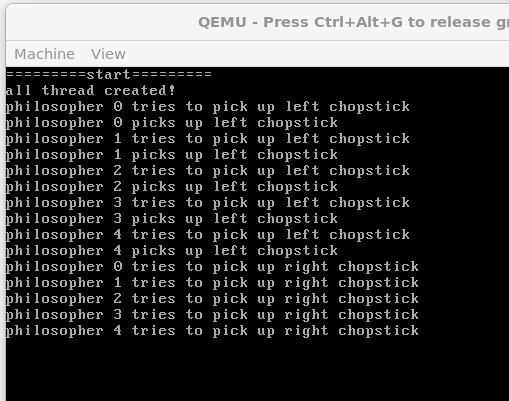 QEMU - Press Ctrl+Alt+G to release
Machine View
=========start=========
all thread created!
philosopher 0 tries to pick up left chopstick
philosopher 0 picks up left chopstick
philosopher 1 tries to pick up left chopstick
philosopher 1 picks up left chopstick
philosopher 2 tries to pick up left chopstick
philosopher 2 picks up left chopstick
philosopher 3 tries to pick up left chopstick
philosopher 3 picks up left chopstick
philosopher 4 tries to pick up left chopstick
philosopher 4 picks up left chopstick
philosopher 0 tries to pick up right chopstick
philosopher 1 tries to pick up right chopstick
philosopher 2 tries to pick up right chopstick
philosopher 3 tries to pick up right chopstick
philosopher 4 tries to pick up right chopstick